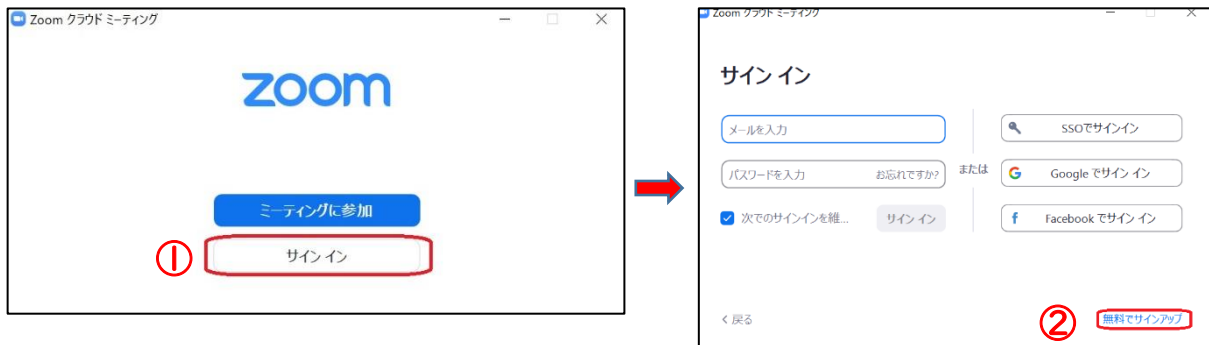 Zoom クラウド ミーティング
zoom
ミーティングに参加
①
サイン イン
Zoom クラウド ミーティング
サイン イン
メールを入力
パスワードを入力 お忘れですか?
次でのサインインを維... サイン イン
または
SSOでサインイン
Google でサイン イン
Facebook でサイン イン
< 戻る
② 無料でサインアップ